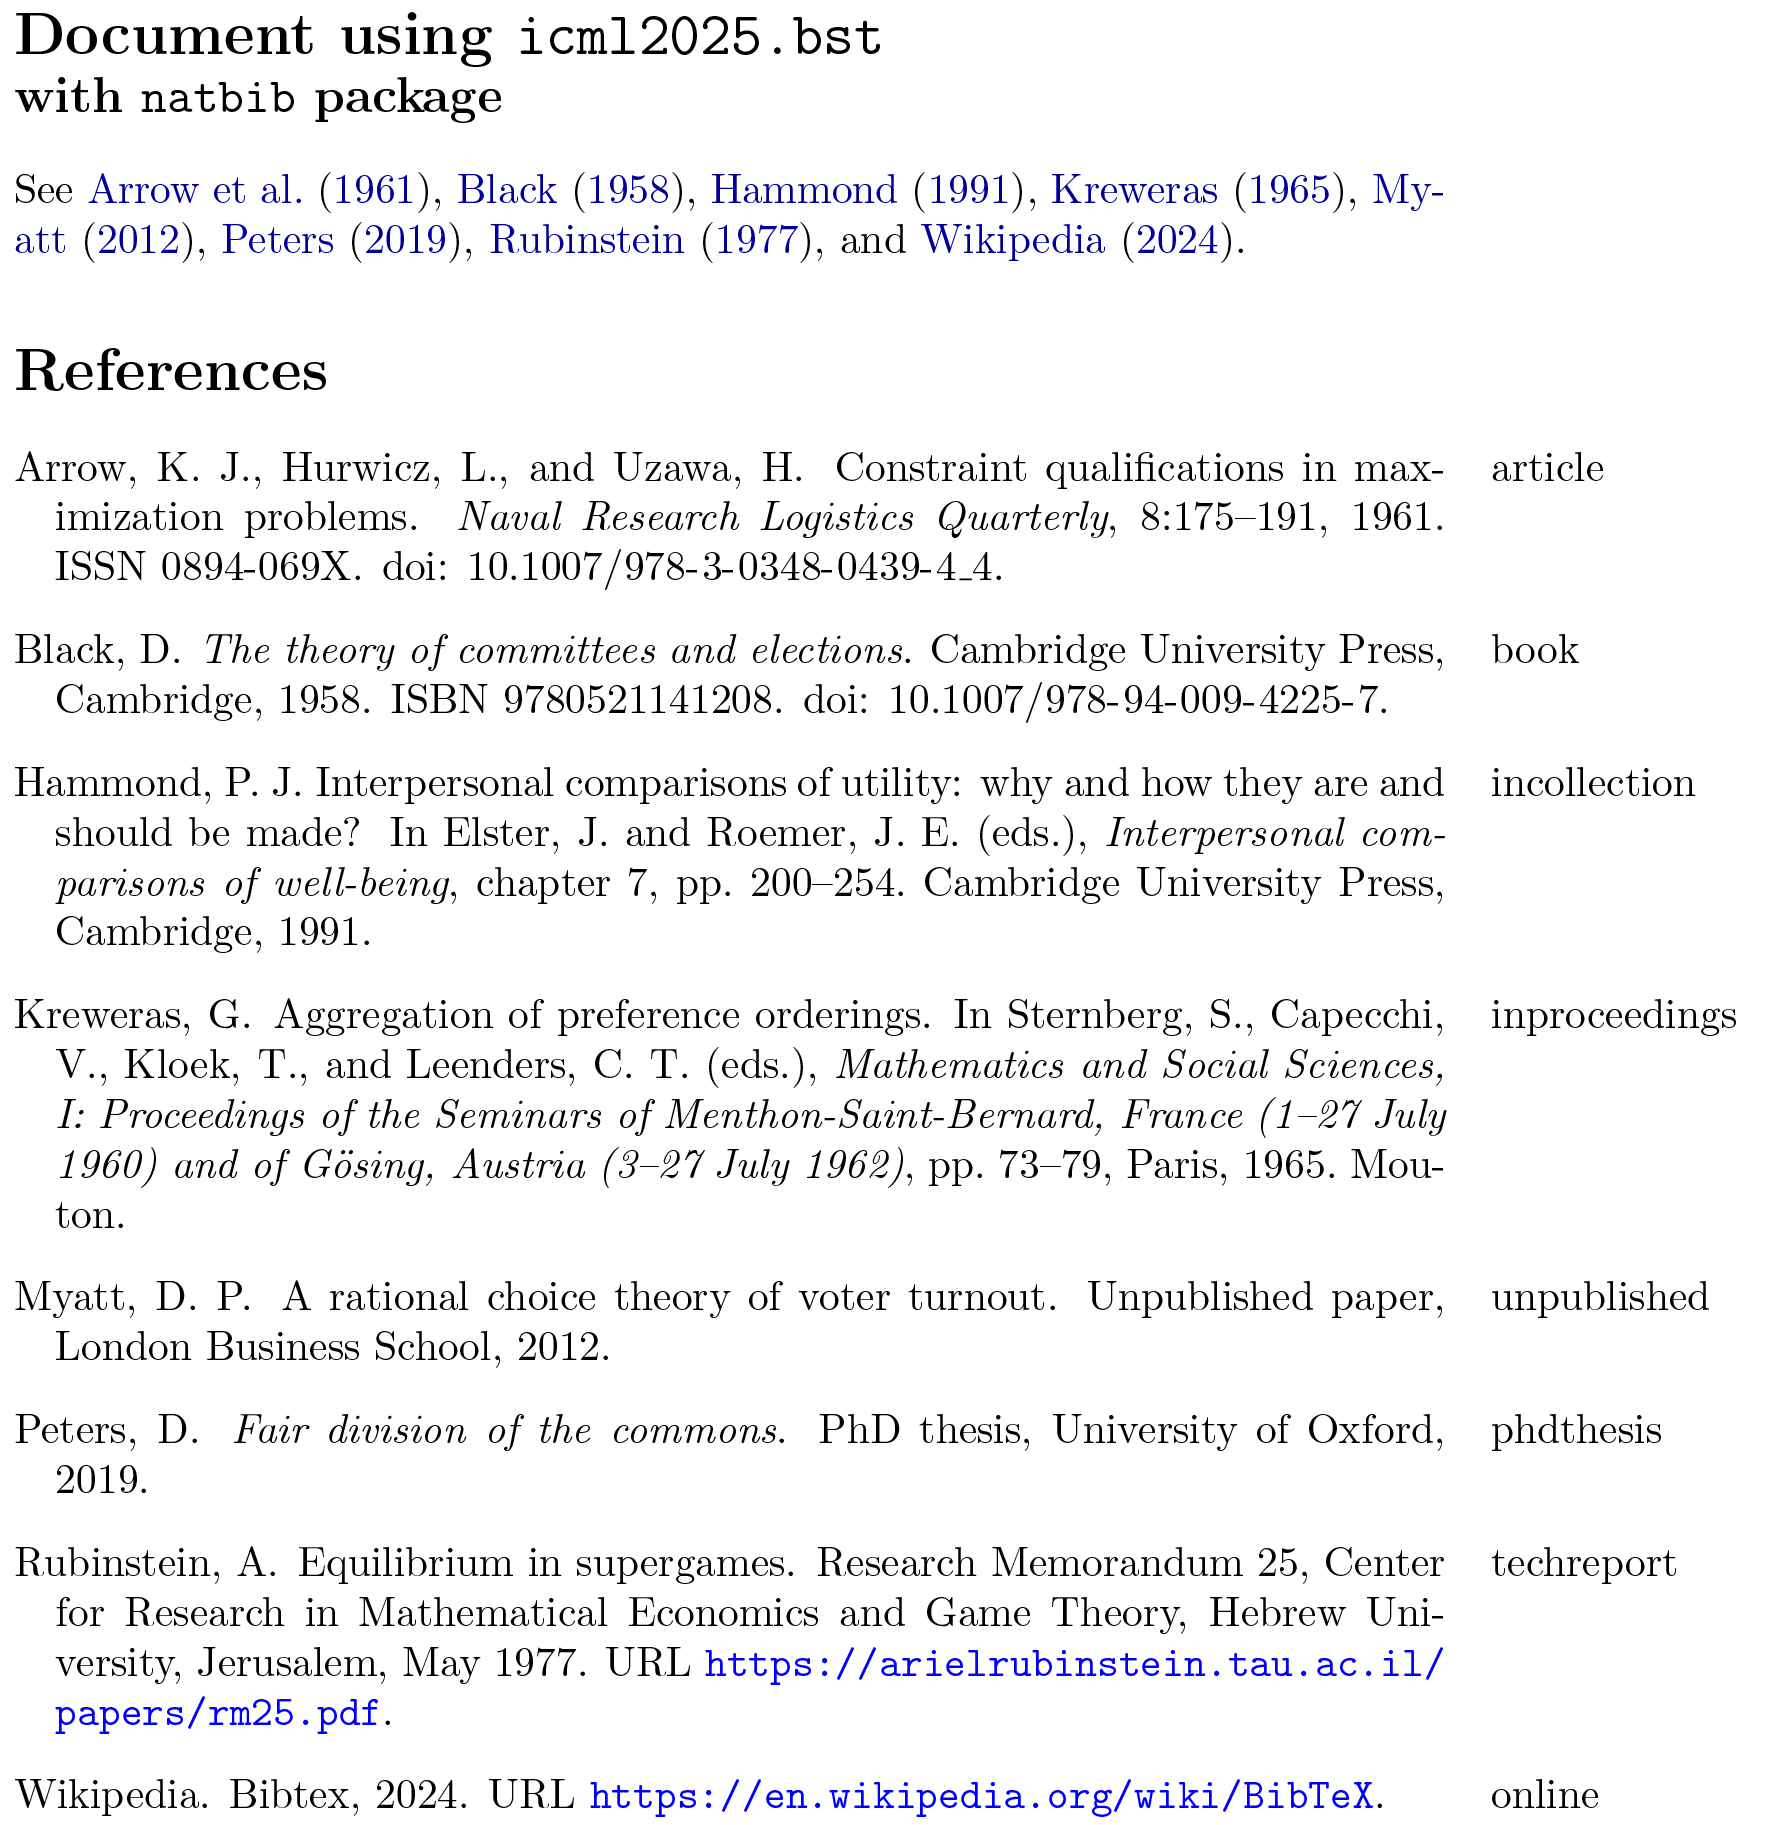 Document using icml2025.bst
with natbib package
See Arrow et al. (1961), Black (1958), Hammond (1991), Kreweras (1965), My-
att (2012), Peters (2019), Rubinstein (1977), and Wikipedia (2024).
References
Arrow, K. J., Hurwicz, L., and Uzawa, H. Constraint qualifications in max- article
imization problems. Naval Research Logistics Quarterly, 8:175–191, 1961.
ISSN 0894-069X. doi: 10.1007/978-3-0348-0439-4_4.
Black, D. The theory of committees and elections. Cambridge University Press, book
Cambridge, 1958. ISBN 9780521141208. doi: 10.1007/978-94-009-4225-7.
Hammond, P. J. Interpersonal comparisons of utility: why and how they are and incollection
should be made? In Elster, J. and Roemer, J. E. (eds.), Interpersonal com-
parisons of well-being, chapter 7, pp. 200–254. Cambridge University Press,
Cambridge, 1991.
Kreweras, G. Aggregation of preference orderings. In Sternberg, S., Capecchi, inproceedings
V., Kloek, T., and Leenders, C. T. (eds.), Mathematics and Social Sciences,
I: Proceedings of the Seminars of Menthon-Saint-Bernard, France (1–27 July
1960) and of Gösing, Austria (3–27 July 1962), pp. 73–79, Paris, 1965. Mou-
ton.
Myatt, D. P. A rational choice theory of voter turnout. Unpublished paper, unpublished
London Business School, 2012.
Peters, D. Fair division of the commons. PhD thesis, University of Oxford, phdthesis
2019.
Rubinstein, A. Equilibrium in supergames. Research Memorandum 25, Center techreport
for Research in Mathematical Economics and Game Theory, Hebrew Uni-
versity, Jerusalem, May 1977. URL https://arielrubinstein.tau.ac.il/
papers/rm25.pdf.
Wikipedia. Bibtex, 2024. URL https://en.wikipedia.org/wiki/BibTeX. online